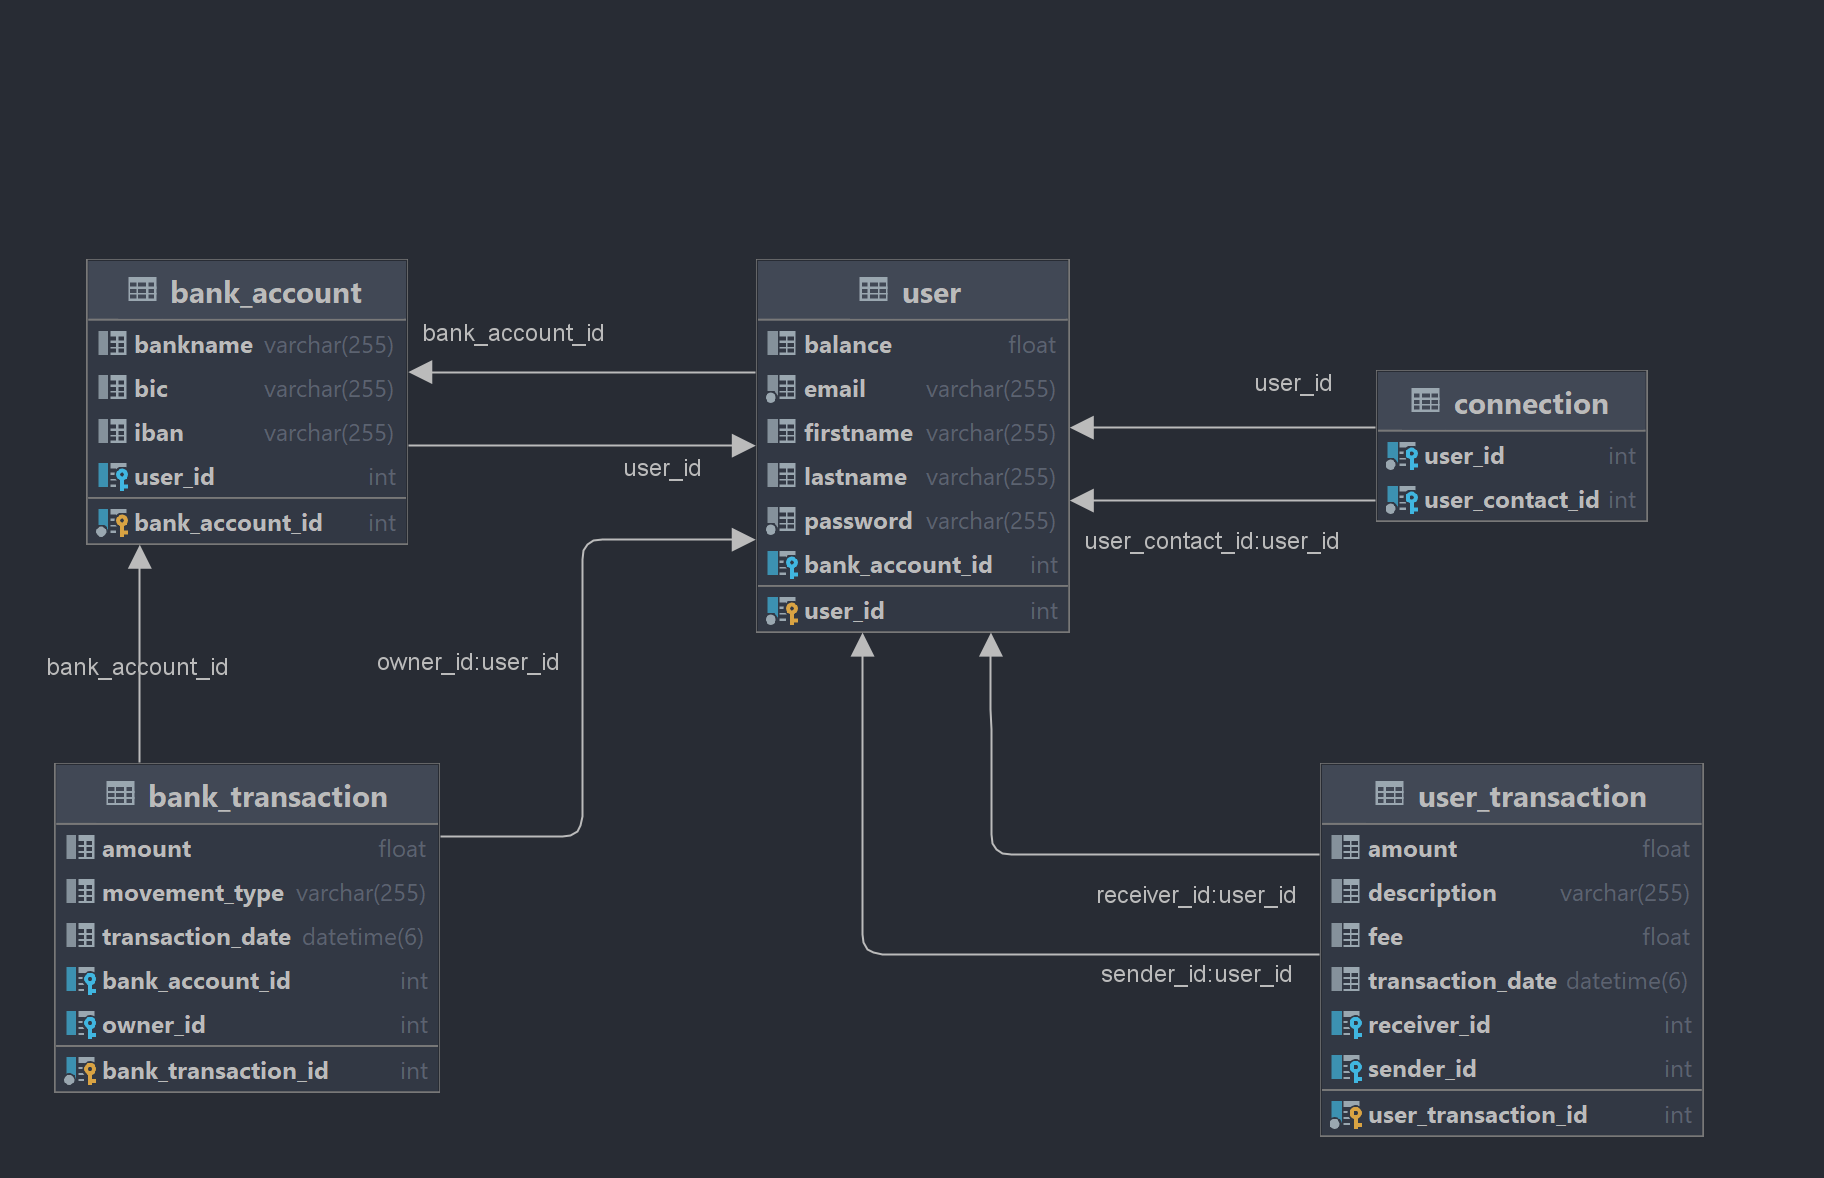 bank_account
bankname varchar(255)
bic varchar(255)
iban varchar(255)
user_id int
bank_account_id int
bank_account_id
user_id
user
balance float
email varchar(255)
firstname varchar(255)
lastname varchar(255)
password varchar(255)
bank_account_id int
user_id int
user_id
user_contact_id:user_id
connection
user_id int
user_contact_id int
bank_account_id
owner_id:user_id
bank_transaction
amount float
movement_type varchar(255)
transaction_date datetime(6)
bank_account_id int
owner_id int
bank_transaction_id int
receiver_id:user_id
sender_id:user_id
user_transaction
amount float
description varchar(255)
fee float
transaction_date datetime(6)
receiver_id int
sender_id int
user_transaction_id int